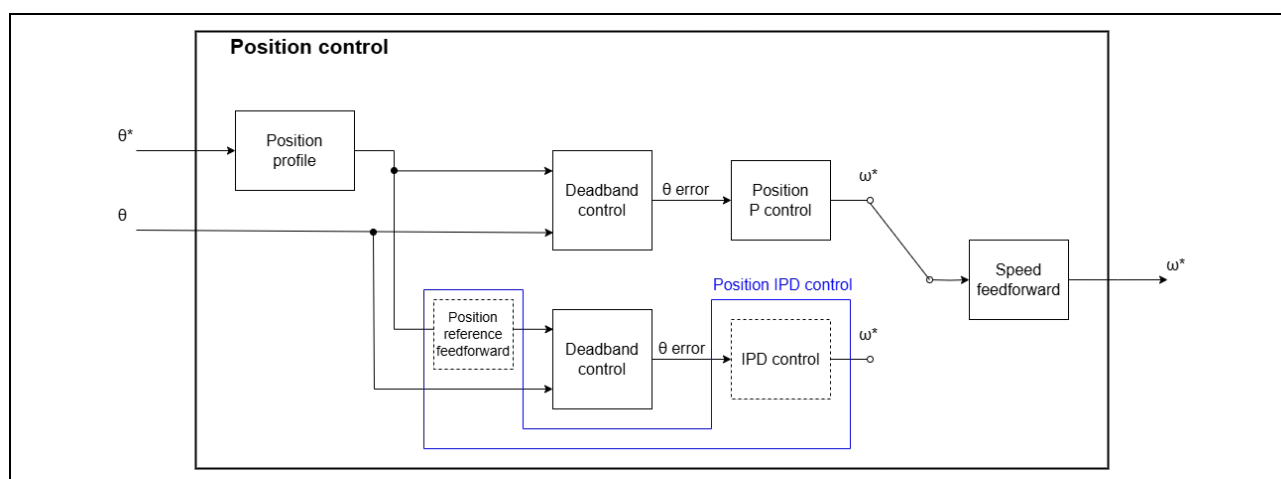 Position control
θ*
Position
profile
θ
Deadband
control
θ error
Position
P control
ω*
Speed
feedforward
ω*
Position IPD control
Position
reference
feedforward
Deadband
control
θ error
IPD control
ω*